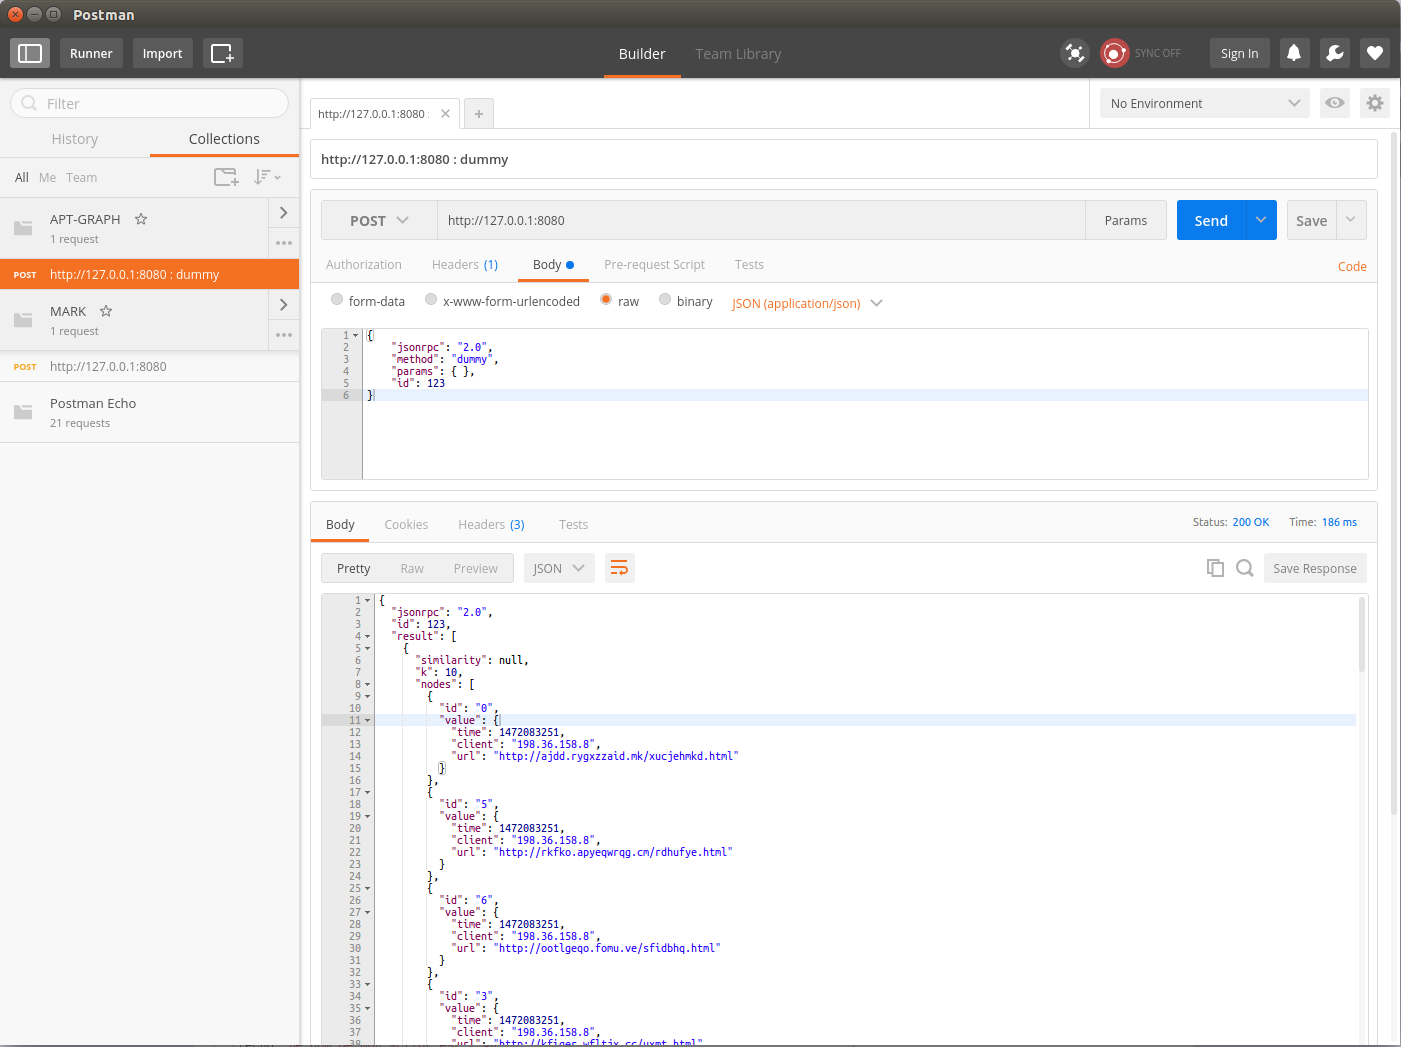 Postman
Runner
Import
Builder
Team Library
SYNC OFF
Sign In
Filter
History
Collections
All Me Team
APT-GRAPH
1 request
POST http://127.0.0.1:8080 : dummy
MARK
1 request
POST http://127.0.0.1:8080
Postman Echo
21 requests
http://127.0.0.1:8080 :
+
No Environment
http://127.0.0.1:8080 : dummy
POST
http://127.0.0.1:8080
Params
Send
Save
Authorization
Headers (1)
Body
Pre-request Script
Tests
Code
form-data
x-www-form-urlencoded
raw
binary
JSON (application/json)
1 {
2 "jsonrpc": "2.0",
3 "method": "dummy",
4 "params": { },
5 "id": 123
6 }
Body
Cookies
Headers (3)
Tests
Status: 200 OK
Time: 186 ms
Pretty
Raw
Preview
JSON
Save Response
1 {
2 "jsonrpc": "2.0",
3 "id": 123,
4 "result": [
5 {
6 "similarity": null,
7 "k": 10,
8 "nodes": [
9 {
10 "id": "0",
11 "value": {
12 "time": 1472083251,
13 "client": "198.36.158.8",
14 "url": "http://ajdd.rygxzzaid.mk/xucjehmkd.html"
15 }
16 },
17 {
18 "id": "5",
19 "value": {
20 "time": 1472083251,
21 "client": "198.36.158.8",
22 "url": "http://rkfko.apyeqwrqg.cm/rdhufye.html"
23 }
24 },
25 {
26 "id": "6",
27 "value": {
28 "time": 1472083251,
29 "client": "198.36.158.8",
30 "url": "http://ootlgeqo.fomu.ve/sfidbhq.html"
31 }
32 },
33 {
34 "id": "3",
35 "value": {
36 "time": 1472083251,
37 "client": "198.36.158.8",
38 "url": "http://kfiger.wfltjx.cc/uxmt.html"